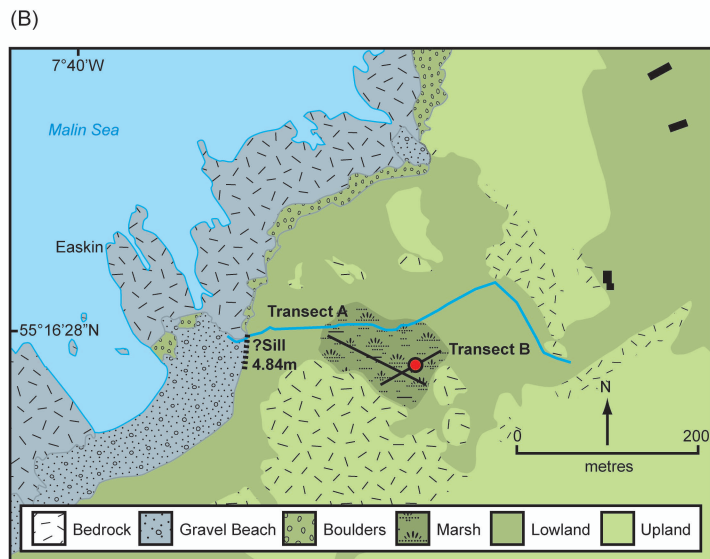 (B)
7°40'W
Malin Sea
Easkin
Transect A
55°16'28"N
?Sill
4.84m
Transect B
N
0 200
metres
Bedrock Gravel Beach Boulders Marsh Lowland Upland